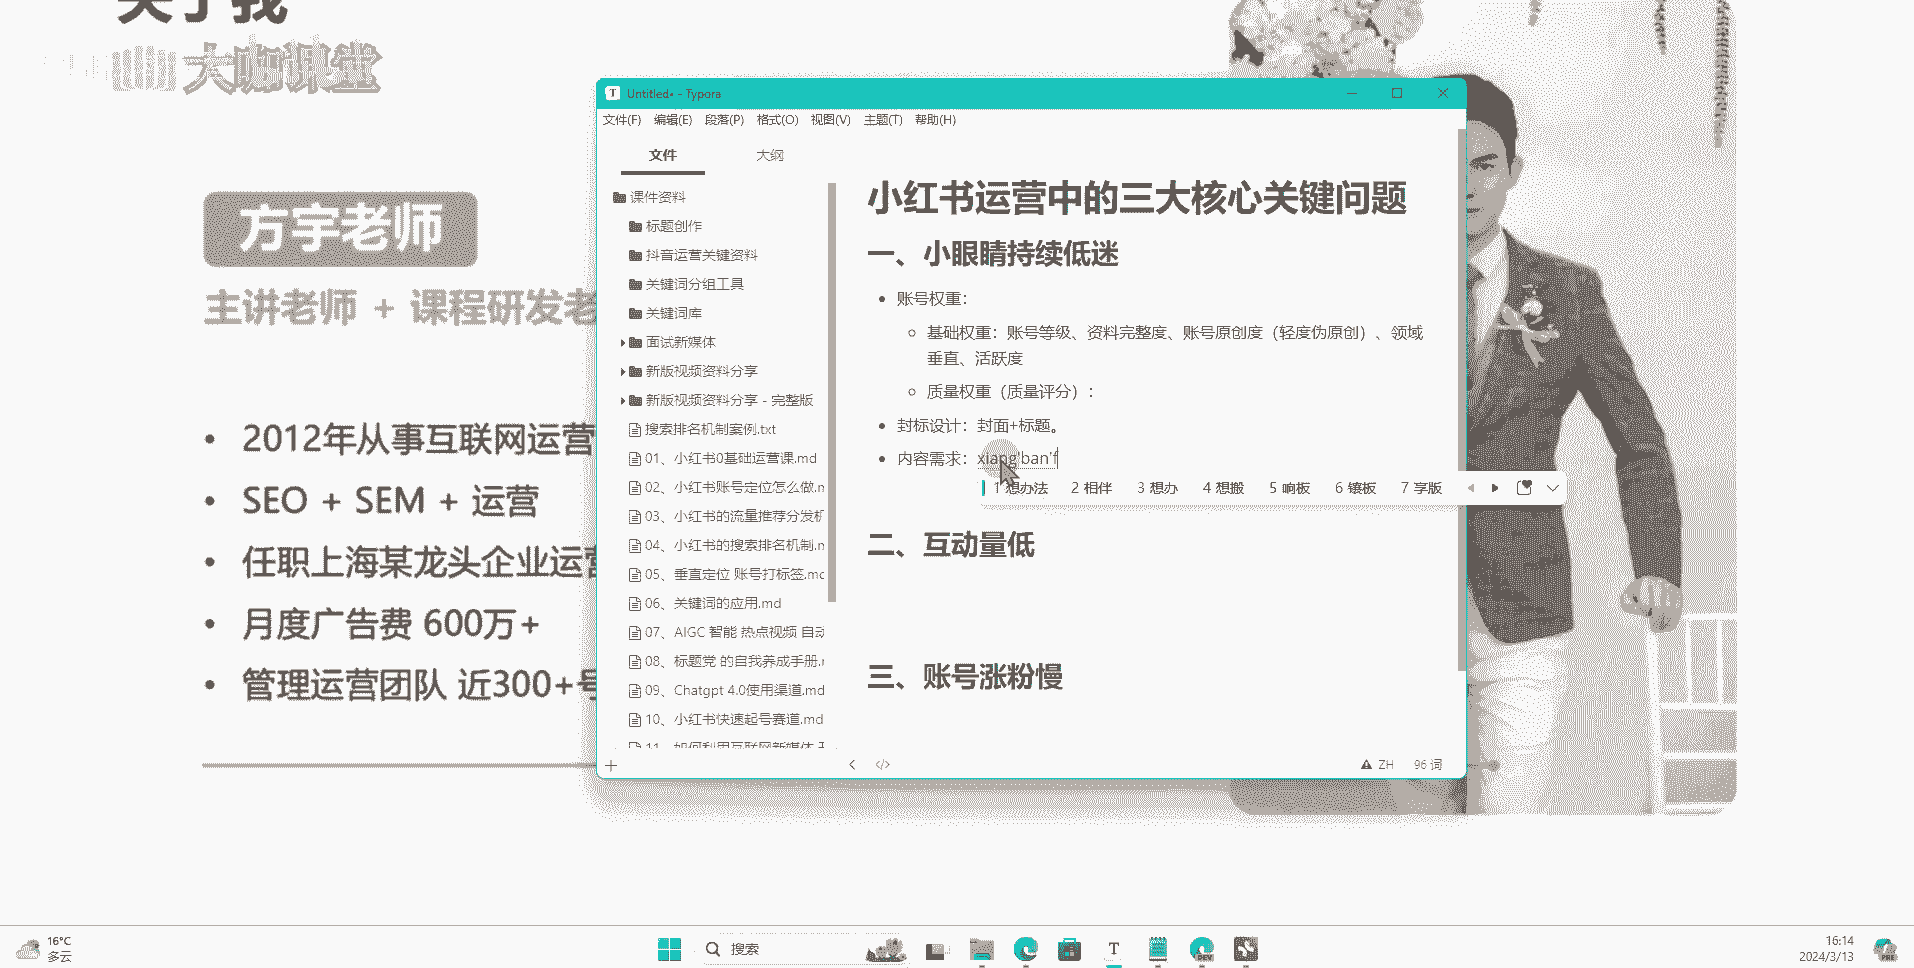 关于我
大咖课堂
方宇老师
主讲老师 + 课程研发老
2012年从事互联网运营
SEO + SEM + 运营
任职上海某龙头企业运营
月度广告费 600万+
管理运营团队 近300+号
Untitled• - Typora
文件(F) 编辑(E) 段落(P) 格式(O) 视图(V) 主题(T) 帮助(H)
文件 大纲
课件资料
标题创作
抖音运营关键资料
关键词分组工具
关键词库
面试新媒体
新版视频资料分享
新版视频资料分享 - 完整版
搜索排名机制案例.txt
01、小红书0基础运营课.md
02、小红书账号定位怎么做.m
03、小红书的流量推荐分发机
04、小红书的搜索排名机制.m
05、垂直定位 账号打标签.md
06、关键词的应用.md
07、AIGC 智能 热点视频 自动
08、标题党 的自我养成手册.m
09、Chatgpt 4.0使用渠道.md
10、小红书快速起号赛道.md
11、如何利用互联网新媒体
小红书运营中的三大核心关键问题
一、小眼睛持续低迷
账号权重：
基础权重：账号等级、资料完整度、账号原创度（轻度伪原创）、领域
垂直、活跃度
质量权重（质量评分）：
封标设计：封面+标题。
内容需求：xiang'ban'f
1 想办法 2 相伴 3 想办 4 想搬 5 响板 6 镶板 7 享版
二、互动量低
三、账号涨粉慢
ZH 96 词
16°C
多云
搜索
T
DEV
16:14
2024/3/13
PRE